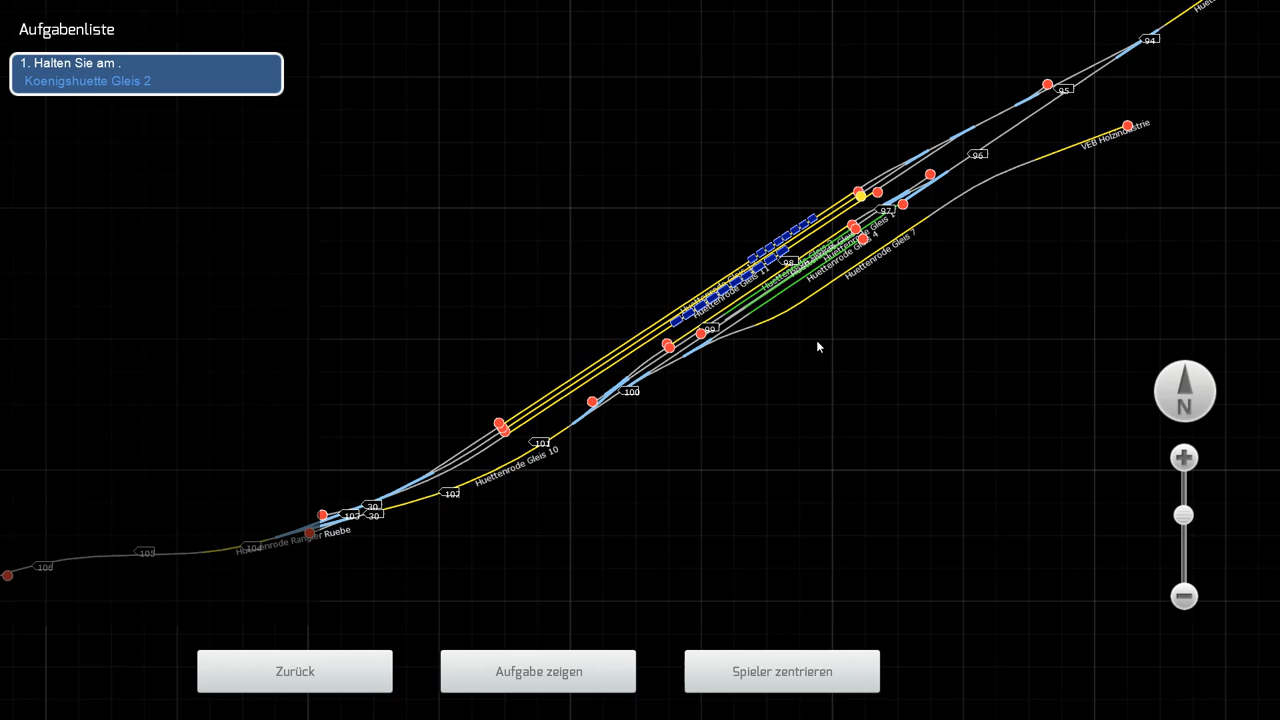 Aufgabenliste
1. Halten Sie am .
Koenigshuette Gleis 2
94
95
VEB Holzindustrie
96
97
98
Huettenrode Gleis 4
Huettenrode Gleis 7
Huettenrode Gleis 11
99
100
101
Huettenrode Gleis 10
102
30
103
30
104
Huettenrode Rangier Ruebe
105
106
N
Zurück
Aufgabe zeigen
Spieler zentrieren